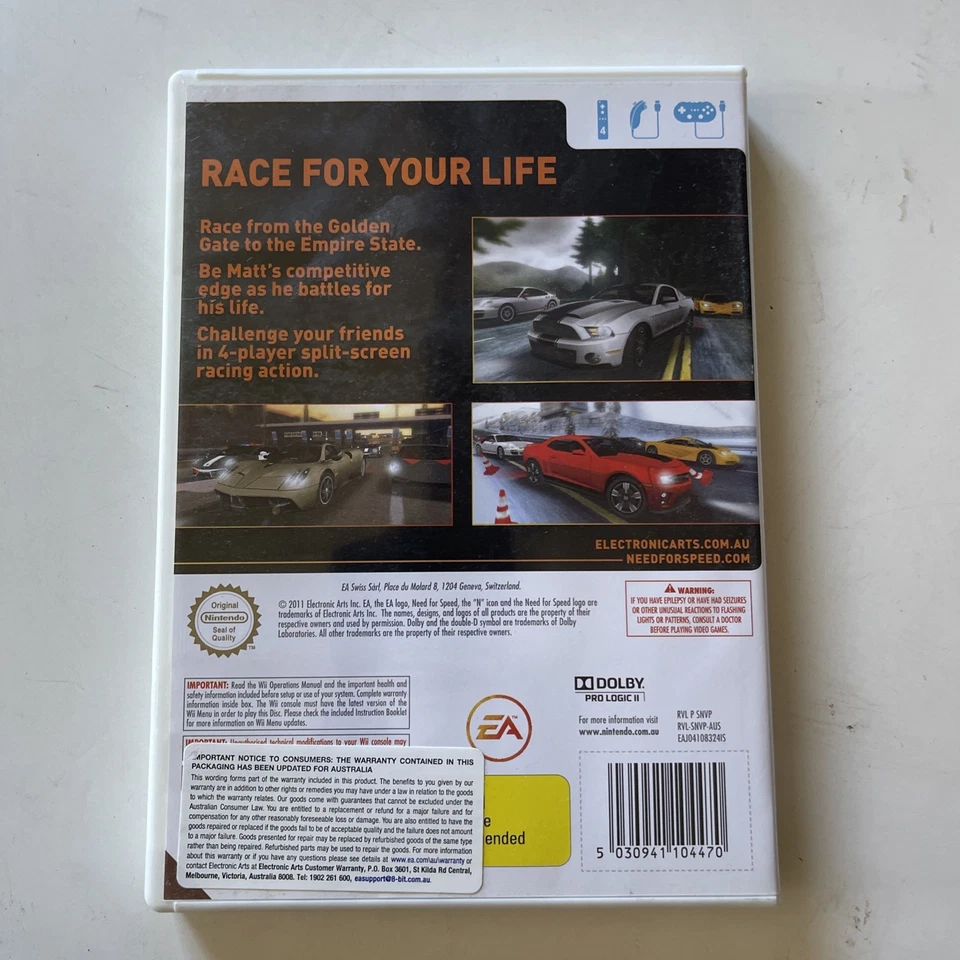 4
RACE FOR YOUR LIFE
Race from the Golden
Gate to the Empire State.
Be Matt's competitive
edge as he battles for
his life.
Challenge your friends
in 4-player split-screen
racing action.
ELECTRONICARTS.COM.AU
NEEDFORSPEED.COM
EA Swiss Sàrl, Place du Molard 8, 1204 Geneva, Switzerland.
Original
Nintendo
Seal of
Quality
TM
© 2011 Electronic Arts Inc. EA, the EA logo, Need for Speed, the "N" icon and the Need for Speed logo are
trademarks of Electronic Arts Inc. The names, designs, and logos of all products are the property of their
respective owners and used by permission. Dolby and the double-D symbol are trademarks of Dolby
Laboratories. All other trademarks are the property of their respective owners.
WARNING:
IF YOU HAVE EPILEPSY OR HAVE HAD SEIZURES
OR OTHER UNUSUAL REACTIONS TO FLASHING
LIGHTS OR PATTERNS, CONSULT A DOCTOR
BEFORE PLAYING VIDEO GAMES.
IMPORTANT: Read the Wii Operations Manual and the important health and
safety information included before setup or use of your system. Complete warranty
information inside box. The Wii console must have the latest version of the
Wii Menu in order to play this Disc. Please check the included Instruction Booklet
for more information on Wii Menu updates.
IMPORTANT: Unauthorised technical modifications to your Wii console may
EA
DOLBY
PRO LOGIC II
For more information visit
www.nintendo.com
RVL P SNVP
RVL-SNVP-AUS
EAJ04108324IS
IMPORTANT NOTICE TO CONSUMERS: THE WARRANTY CONTAINED IN THIS
PACKAGING HAS BEEN UPDATED FOR AUSTRALIA
This wording forms part of the warranty included in this product. The benefits to you given by our
warranty are in addition to other rights or remedies you may have under a law in relation to the goods
to which the warranty relates. Our goods come with guarantees that cannot be excluded under the
Australian Consumer Law. You are entitled to a replacement or refund for a major failure and for
compensation for any other reasonably foreseeable loss or damage. You are also entitled to have the
goods repaired or replaced if the goods fail to be of acceptable quality and the failure does not amount
to a major failure. Goods presented for repair may be replaced by refurbished goods of the same type
rather than being repaired. Refurbished parts may be used to repair the goods. For more information
about this warranty or if you have any questions please see details at www.ea.com/au/warranty or
contact Electronic Arts at Electronic Arts Customer Warranty, P.O. Box 3601, St Kilda Rd Central,
Melbourne, Victoria, Australia 8008. Tel: 1902 261 600, easupport@8-bit.com.au.
e
ended
5 030941 104470